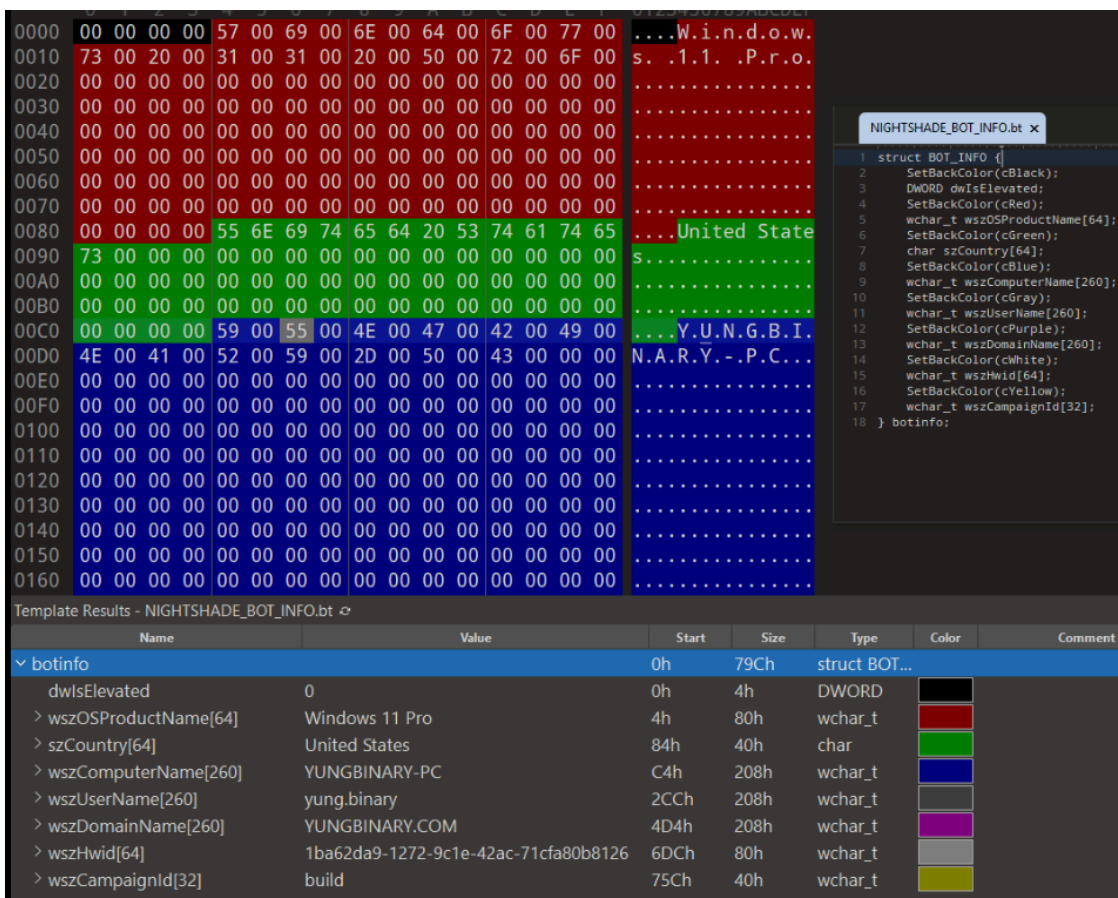 0000 00 00 00 00 57 00 69 00 6E 00 64 00 6F 00 77 00 ....W.i.n.d.o.w.
0010 73 00 20 00 31 00 31 00 20 00 50 00 72 00 6F 00 s. .1.1. .P.r.o.
0020 00 00 00 00 00 00 00 00 00 00 00 00 00 00 00 00 ................
0030 00 00 00 00 00 00 00 00 00 00 00 00 00 00 00 00 ................
0040 00 00 00 00 00 00 00 00 00 00 00 00 00 00 00 00 ................
0050 00 00 00 00 00 00 00 00 00 00 00 00 00 00 00 00 ................
0060 00 00 00 00 00 00 00 00 00 00 00 00 00 00 00 00 ................
0070 00 00 00 00 00 00 00 00 00 00 00 00 00 00 00 00 ................
0080 00 00 00 00 55 6E 69 74 65 64 20 53 74 61 74 65 ....United State
0090 73 00 00 00 00 00 00 00 00 00 00 00 00 00 00 00 s...............
00A0 00 00 00 00 00 00 00 00 00 00 00 00 00 00 00 00 ................
00B0 00 00 00 00 00 00 00 00 00 00 00 00 00 00 00 00 ................
00C0 00 00 00 00 59 00 55 00 4E 00 47 00 42 00 49 00 ....Y.U.N.G.B.I.
00D0 4E 00 41 00 52 00 59 00 2D 00 50 00 43 00 00 00 N.A.R.Y.-.P.C...
00E0 00 00 00 00 00 00 00 00 00 00 00 00 00 00 00 00 ................
00F0 00 00 00 00 00 00 00 00 00 00 00 00 00 00 00 00 ................
0100 00 00 00 00 00 00 00 00 00 00 00 00 00 00 00 00 ................
0110 00 00 00 00 00 00 00 00 00 00 00 00 00 00 00 00 ................
0120 00 00 00 00 00 00 00 00 00 00 00 00 00 00 00 00 ................
0130 00 00 00 00 00 00 00 00 00 00 00 00 00 00 00 00 ................
0140 00 00 00 00 00 00 00 00 00 00 00 00 00 00 00 00 ................
0150 00 00 00 00 00 00 00 00 00 00 00 00 00 00 00 00 ................
0160 00 00 00 00 00 00 00 00 00 00 00 00 00 00 00 00 ................
NIGHTSHADE_BOT_INFO.bt ×
1 struct BOT_INFO {
2 SetBackColor(cBlack);
3 DWORD dwIsElevated;
4 SetBackColor(cRed);
5 wchar_t wszOSProductName[64];
6 SetBackColor(cGreen);
7 char szCountry[64];
8 SetBackColor(cBlue);
9 wchar_t wszComputerName[260];
10 SetBackColor(cGray);
11 wchar_t wszUserName[260];
12 SetBackColor(cPurple);
13 wchar_t wszDomainName[260];
14 SetBackColor(cWhite);
15 wchar_t wszHwid[64];
16 SetBackColor(cYellow);
17 wchar_t wszCampaignId[32];
18 } botinfo;
Template Results - NIGHTSHADE_BOT_INFO.bt
Name Value Start Size Type Color Comment
botinfo 0h 79Ch struct BOT...
dwIsElevated 0 0h 4h DWORD
wszOSProductName[64] Windows 11 Pro 4h 80h wchar_t
szCountry[64] United States 84h 40h char
wszComputerName[260] YUNGBINARY-PC C4h 208h wchar_t
wszUserName[260] yung.binary 2CCh 208h wchar_t
wszDomainName[260] YUNGBINARY.COM 4D4h 208h wchar_t
wszHwid[64] 1ba62da9-1272-9c1e-42ac-71cfa80b8126 6DCh 80h wchar_t
wszCampaignId[32] build 75Ch 40h wchar_t